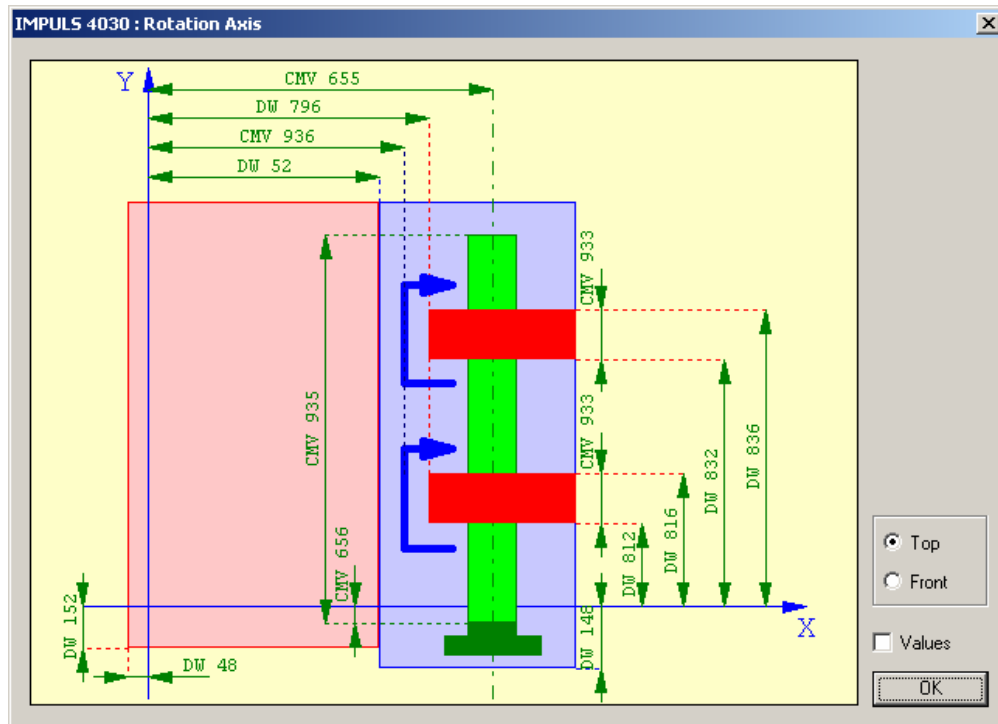 IMPULS 4030 : Rotation Axis
Y
CMV 655
DW 796
CMV 936
DW 52
CMV 933
CMV 935
CMV 933
DW 836
DW 832
DW 816
DW 812
CMV 656
DW 152
DW 148
X
DW 48
Top
Front
Values
OK